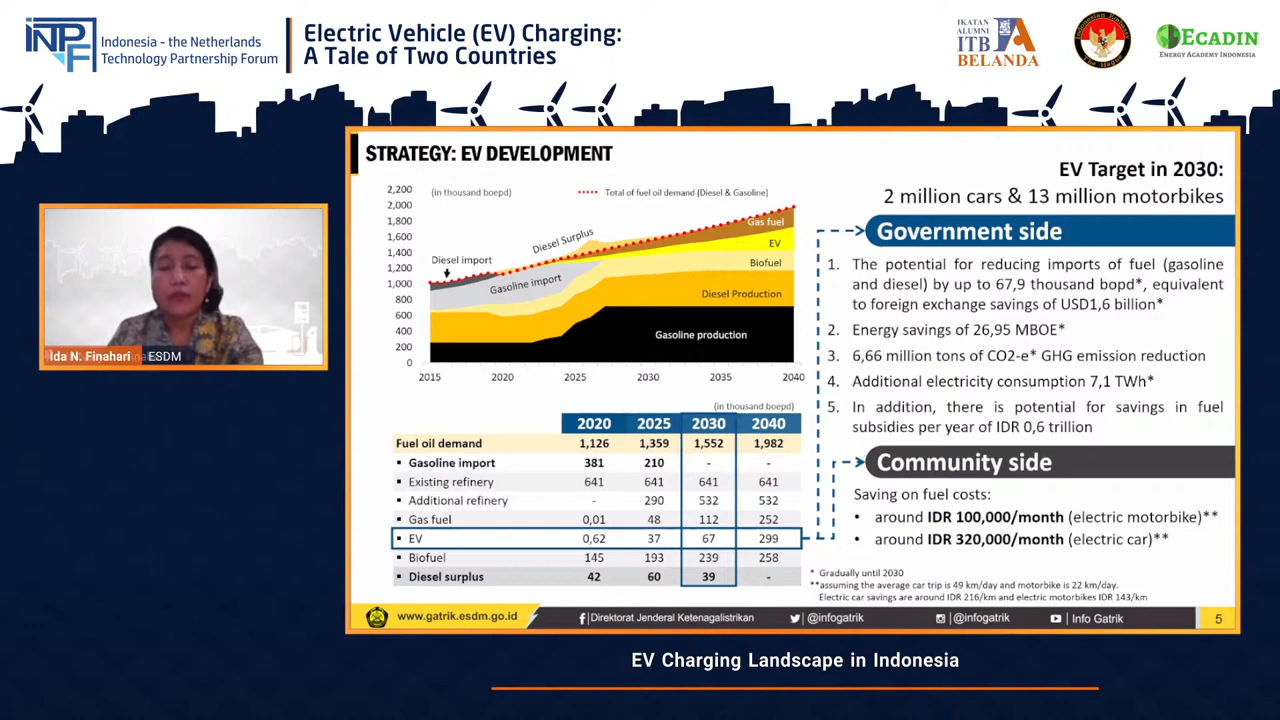 INPF
Indonesia - the Netherlands
Technology Partnership Forum
Electric Vehicle (EV) Charging:
A Tale of Two Countries
IKATAN
ALUMNI
ITB
BELANDA
ECADIN
ENERGY ACADEMY INDONESIA
Ida N. Finahari ESDM
STRATEGY: EV DEVELOPMENT
(in thousand boepd)
Total of fuel oil demand (Diesel & Gasoline)
2,200
2,000
1,800
1,600
1,400
1,200
1,000
800
600
400
200
0
2015 2020 2025 2030 2035 2040
Diesel import
Diesel Surplus
Gasoline import
Gas fuel
EV
Biofuel
Diesel Production
Gasoline production
(in thousand boepd)
2020 2025 2030 2040
Fuel oil demand 1,126 1,359 1,552 1,982
▪ Gasoline import 381 210 - -
▪ Existing refinery 641 641 641 641
▪ Additional refinery - 290 532 532
▪ Gas fuel 0,01 48 112 252
▪ EV 0,62 37 67 299
▪ Biofuel 145 193 239 258
▪ Diesel surplus 42 60 39 -
EV Target in 2030:
2 million cars & 13 million motorbikes
Government side
1. The potential for reducing imports of fuel (gasoline
and diesel) by up to 67,9 thousand bopd*, equivalent
to foreign exchange savings of USD1,6 billion*
2. Energy savings of 26,95 MBOE*
3. 6,66 million tons of CO2-e* GHG emission reduction
4. Additional electricity consumption 7,1 TWh*
5. In addition, there is potential for savings in fuel
subsidies per year of IDR 0,6 trillion
Community side
Saving on fuel costs:
• around IDR 100,000/month (electric motorbike)**
• around IDR 320,000/month (electric car)**
* Gradually until 2030
**assuming the average car trip is 49 km/day and motorbike is 22 km/day.
Electric car savings are around IDR 216/km and electric motorbikes IDR 143/km
www.gatrik.esdm.go.id
Direktorat Jenderal Ketenagalistrikan
@infogatrik
@infogatrik
Info Gatrik
5
EV Charging Landscape in Indonesia